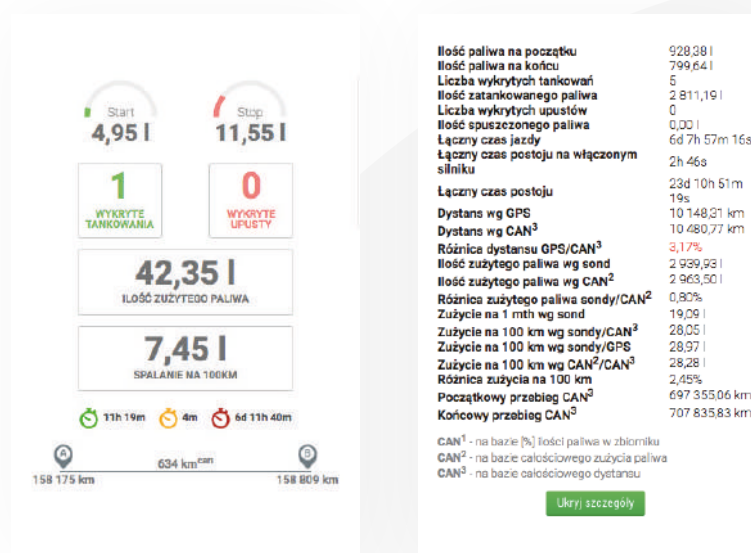 Start
4,95 l
Stop
11,55 l
1
WYKRYTE
TANKOWANIA
0
WYKRYTE
UPUSTY
42,35 l
ILOŚĆ ZUŻYTEGO PALIWA
7,45 l
SPALANIE NA 100KM
11h 19m
4m
6d 11h 40m
A
B
634 km can
158 175 km
158 809 km
Ilość paliwa na początku 928,38 l
Ilość paliwa na końcu 799,64 l
Liczba wykrytych tankowań 5
Ilość zatankowanego paliwa 2 811,19 l
Liczba wykrytych upustów 0
Ilość spuszczonego paliwa 0,00 l
Łączny czas jazdy 6d 7h 57m 16s
Łączny czas postoju na włączonym
silniku 2h 46s
Łączny czas postoju 23d 10h 51m
19s
Dystans wg GPS 10 148,31 km
Dystans wg CAN³ 10 480,77 km
Różnica dystansu GPS/CAN³ 3,17%
Ilość zużytego paliwa wg sond 2 939,93 l
Ilość zużytego paliwa wg CAN² 2 963,50 l
Różnica zużytego paliwa sondy/CAN² 0,80%
Zużycie na 1 mth wg sond 19,09 l
Zużycie na 100 km wg sondy/CAN³ 28,05 l
Zużycie na 100 km wg sondy/GPS 28,97 l
Zużycie na 100 km wg CAN²/CAN³ 28,28 l
Różnica zużycia na 100 km 2,45%
Początkowy przebieg CAN³ 697 355,06 km
Końcowy przebieg CAN³ 707 835,83 km
CAN¹ - na bazie [%] ilości paliwa w zbiorniku
CAN² - na bazie całościowego zużycia paliwa
CAN³ - na bazie całościowego dystansu
Ukryj szczegóły